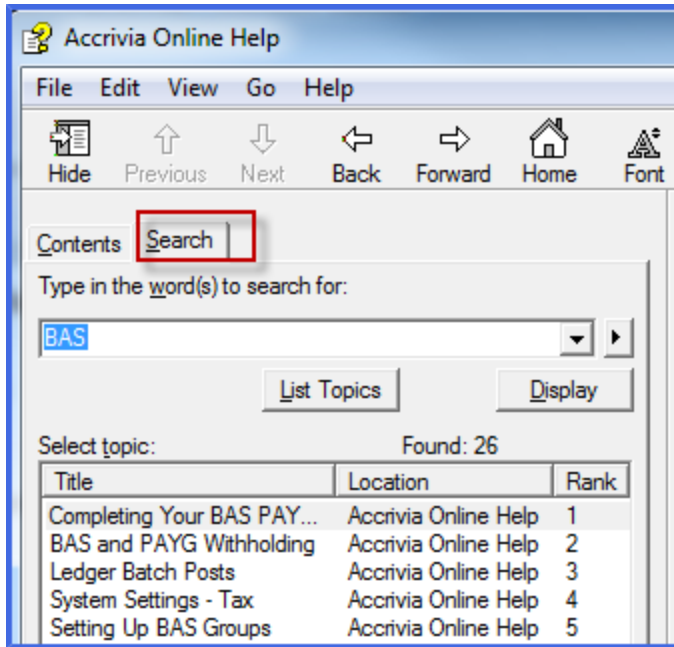 Accrivia Online Help
File Edit View Go Help
Hide Previous Next Back Forward Home Font
Contents Search
Type in the word(s) to search for:
BAS
List Topics Display
Select topic: Found: 26
Title Location Rank
Completing Your BAS PAY... Accrivia Online Help 1
BAS and PAYG Withholding Accrivia Online Help 2
Ledger Batch Posts Accrivia Online Help 3
System Settings - Tax Accrivia Online Help 4
Setting Up BAS Groups Accrivia Online Help 5